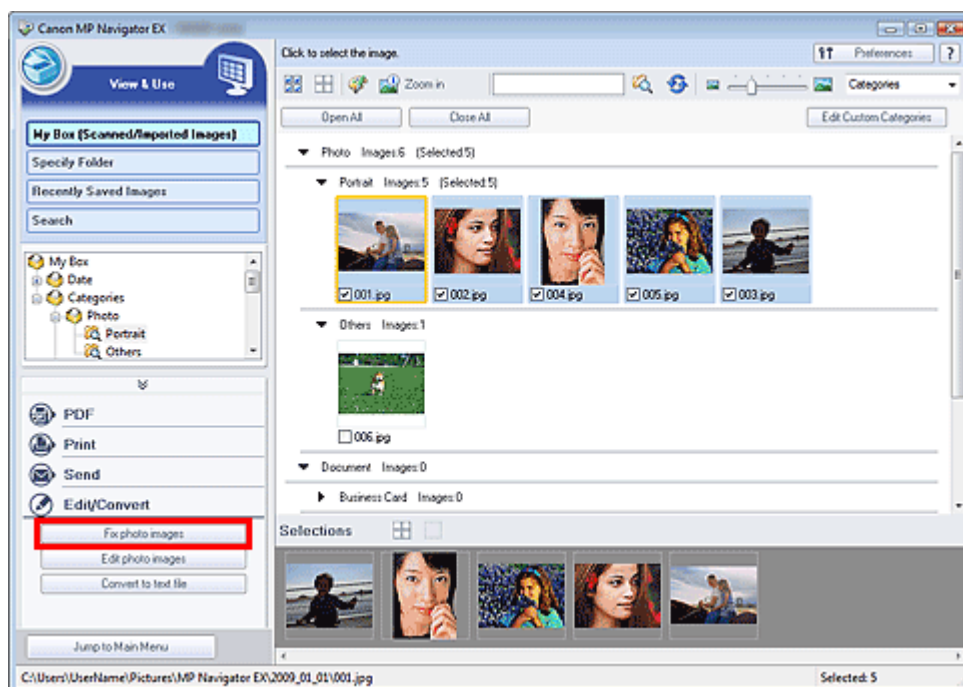 Canon MP Navigator EX
View & Use
My Box (Scanned/Imported Images)
Specify Folder
Recently Saved Images
Search
My Box
Date
Categories
Photo
Portrait
Others
PDF
Print
Send
Edit/Convert
Fix photo images
Edit photo images
Convert to text file
Jump to Main Menu
Click to select the image.
Preferences
?
Zoom in
Categories
Open All
Close All
Edit Custom Categories
Photo Images:6 (Selected:5)
Portrait Images:5 (Selected:5)
001.jpg
002.jpg
004.jpg
005.jpg
003.jpg
Others Images:1
006.jpg
Document Images:0
Business Card Images:0
Selections
C:\Users\UserName\Pictures\MP Navigator EX\2009_01_01\001.jpg
Selected: 5